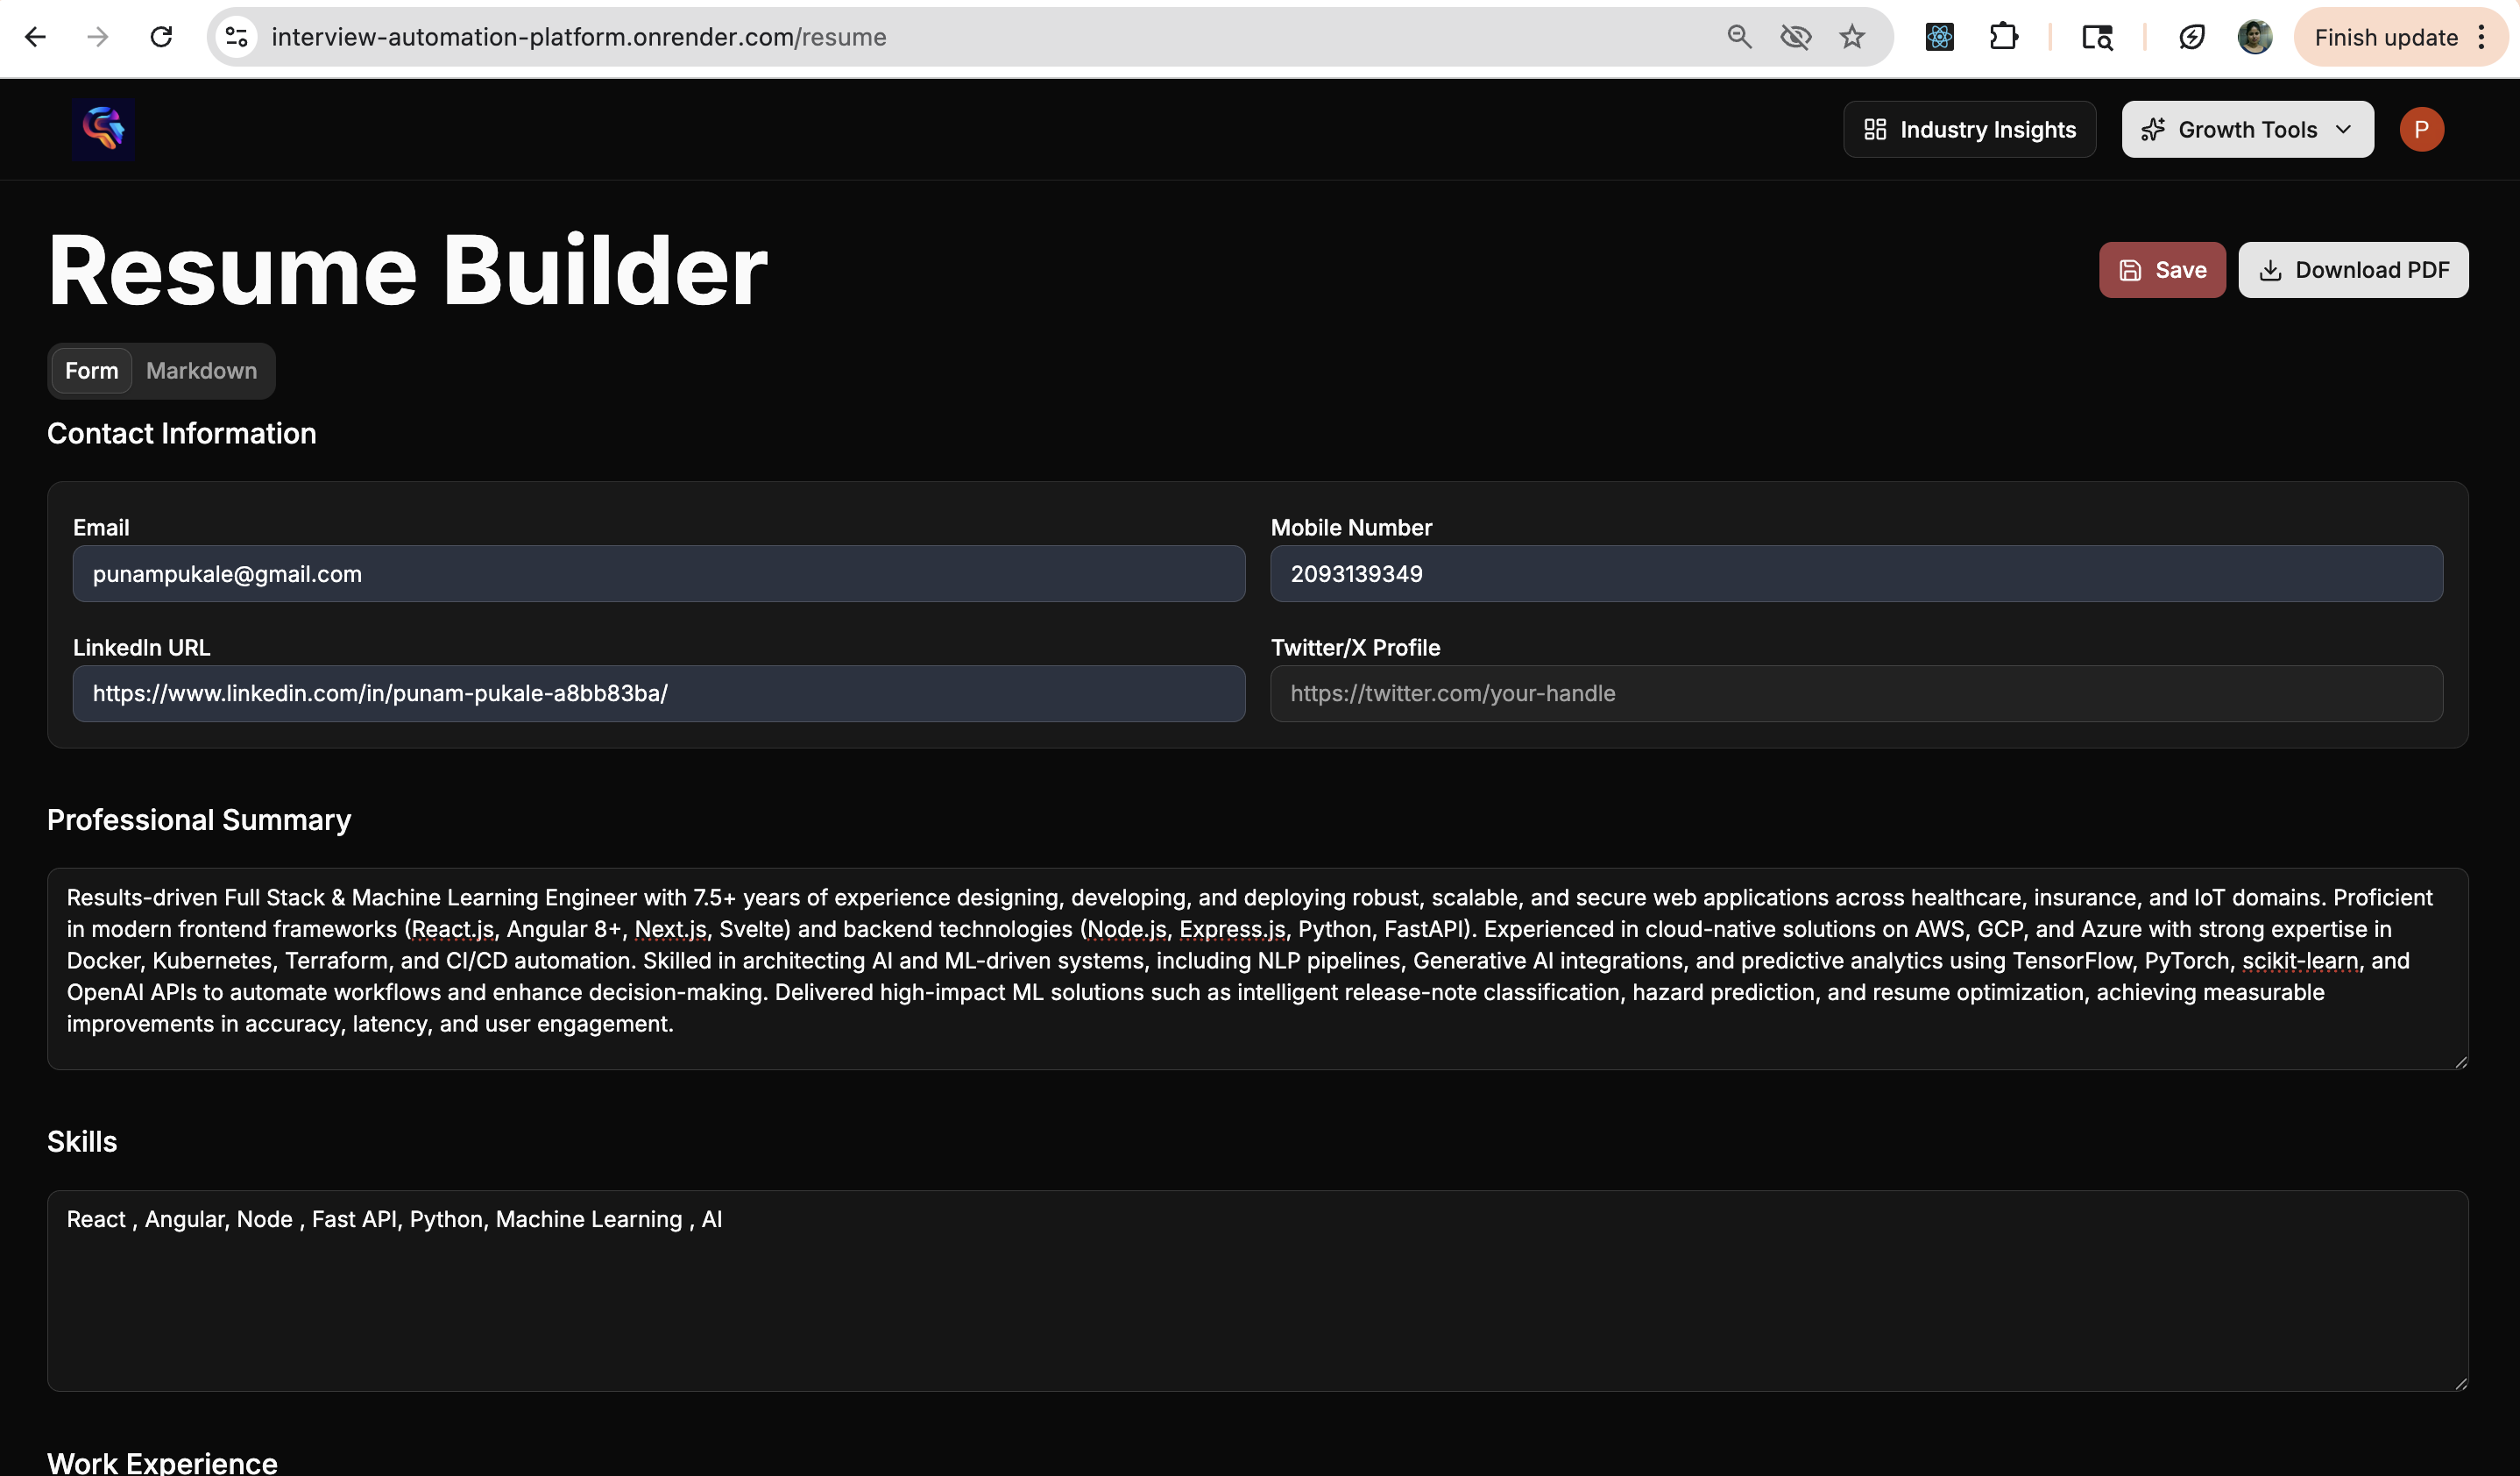 interview-automation-platform.onrender.com/resume
Finish update
Industry Insights
Growth Tools
P
Resume Builder
Save
Download PDF
Form
Markdown
Contact Information
Email
Mobile Number
punampukale@gmail.com
2093139349
LinkedIn URL
Twitter/X Profile
https://www.linkedin.com/in/punam-pukale-a8bb83ba/
https://twitter.com/your-handle
Professional Summary
Results-driven Full Stack & Machine Learning Engineer with 7.5+ years of experience designing, developing, and deploying robust, scalable, and secure web applications across healthcare, insurance, and IoT domains. Proficient
in modern frontend frameworks (React.js, Angular 8+, Next.js, Svelte) and backend technologies (Node.js, Express.js, Python, FastAPI). Experienced in cloud-native solutions on AWS, GCP, and Azure with strong expertise in
Docker, Kubernetes, Terraform, and CI/CD automation. Skilled in architecting AI and ML-driven systems, including NLP pipelines, Generative AI integrations, and predictive analytics using TensorFlow, PyTorch, scikit-learn, and
OpenAI APIs to automate workflows and enhance decision-making. Delivered high-impact ML solutions such as intelligent release-note classification, hazard prediction, and resume optimization, achieving measurable
improvements in accuracy, latency, and user engagement.
Skills
React , Angular, Node , Fast API, Python, Machine Learning , AI
Work Experience